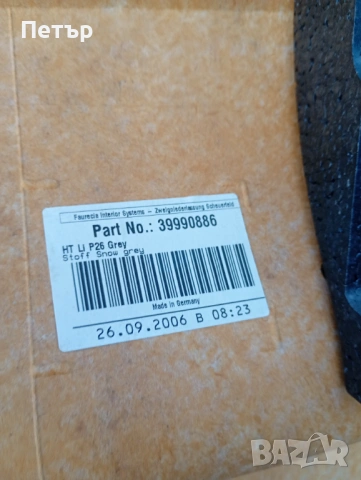 Петър
Faurecia Interior Systems - Zweigniederlassung Scheuerfeld
Part No.: 39990886
HT Li P26 Grey
Stoff Snow grey
Made in Germany
26.09.2006 B 08:23
BAZAR
bg